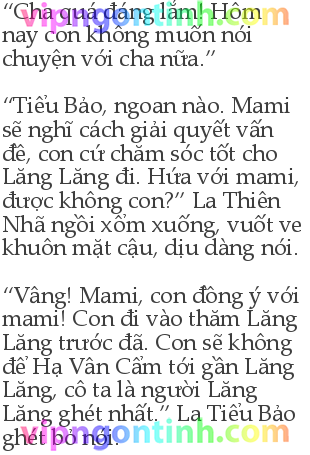 “Cha quá đáng lắm! Hôm
nay con không muốn nói
chuyện với cha nữa.”
“Tiểu Bảo, ngoan nào. Mami
sẽ nghĩ cách giải quyết vấn
đề, con cứ chăm sóc tốt cho
Lăng Lăng đi. Hứa với mami,
được không con?” La Thiên
Nhã ngồi xổm xuống, vuốt ve
khuôn mặt cậu, dịu dàng nói.
“Vâng! Mami, con đồng ý với
mami! Con đi vào thăm Lăng
Lăng trước đã. Con sẽ không
để Hạ Vân Cẩm tới gần Lăng
Lăng, cô ta là người Lăng
Lăng ghét nhất.” La Tiểu Bảo
ghét bỏ nói.
vipngontinh.com
vipngontinh.com